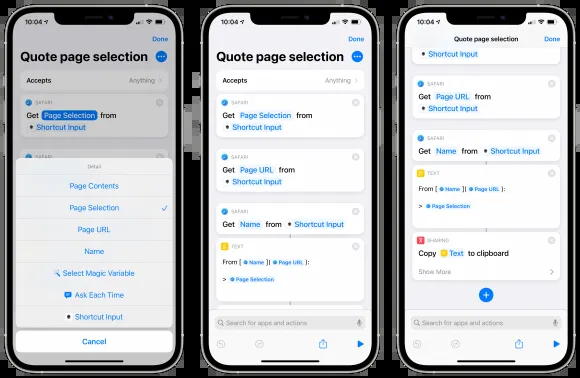 10:04
Done
Quote page selection
Accepts Anything
SAFARI
Get Page Selection from
Shortcut Input
SAFARI
Detail
Page Contents
Page Selection
Page URL
Name
Select Magic Variable
Ask Each Time
Shortcut Input
Cancel
10:04
Done
Quote page selection
Accepts Anything
SAFARI
Get Page Selection from
Shortcut Input
SAFARI
Get Page URL from
Shortcut Input
SAFARI
Get Name from Shortcut Input
TEXT
From [ Name ]( Page URL ):
> Page Selection
Search for apps and actions
10:04
Quote page selection Done
Shortcut Input
SAFARI
Get Page URL from
Shortcut Input
SAFARI
Get Name from Shortcut Input
TEXT
From [ Name ]( Page URL ):
> Page Selection
SHARING
Copy Text to clipboard
Show More
Search for apps and actions